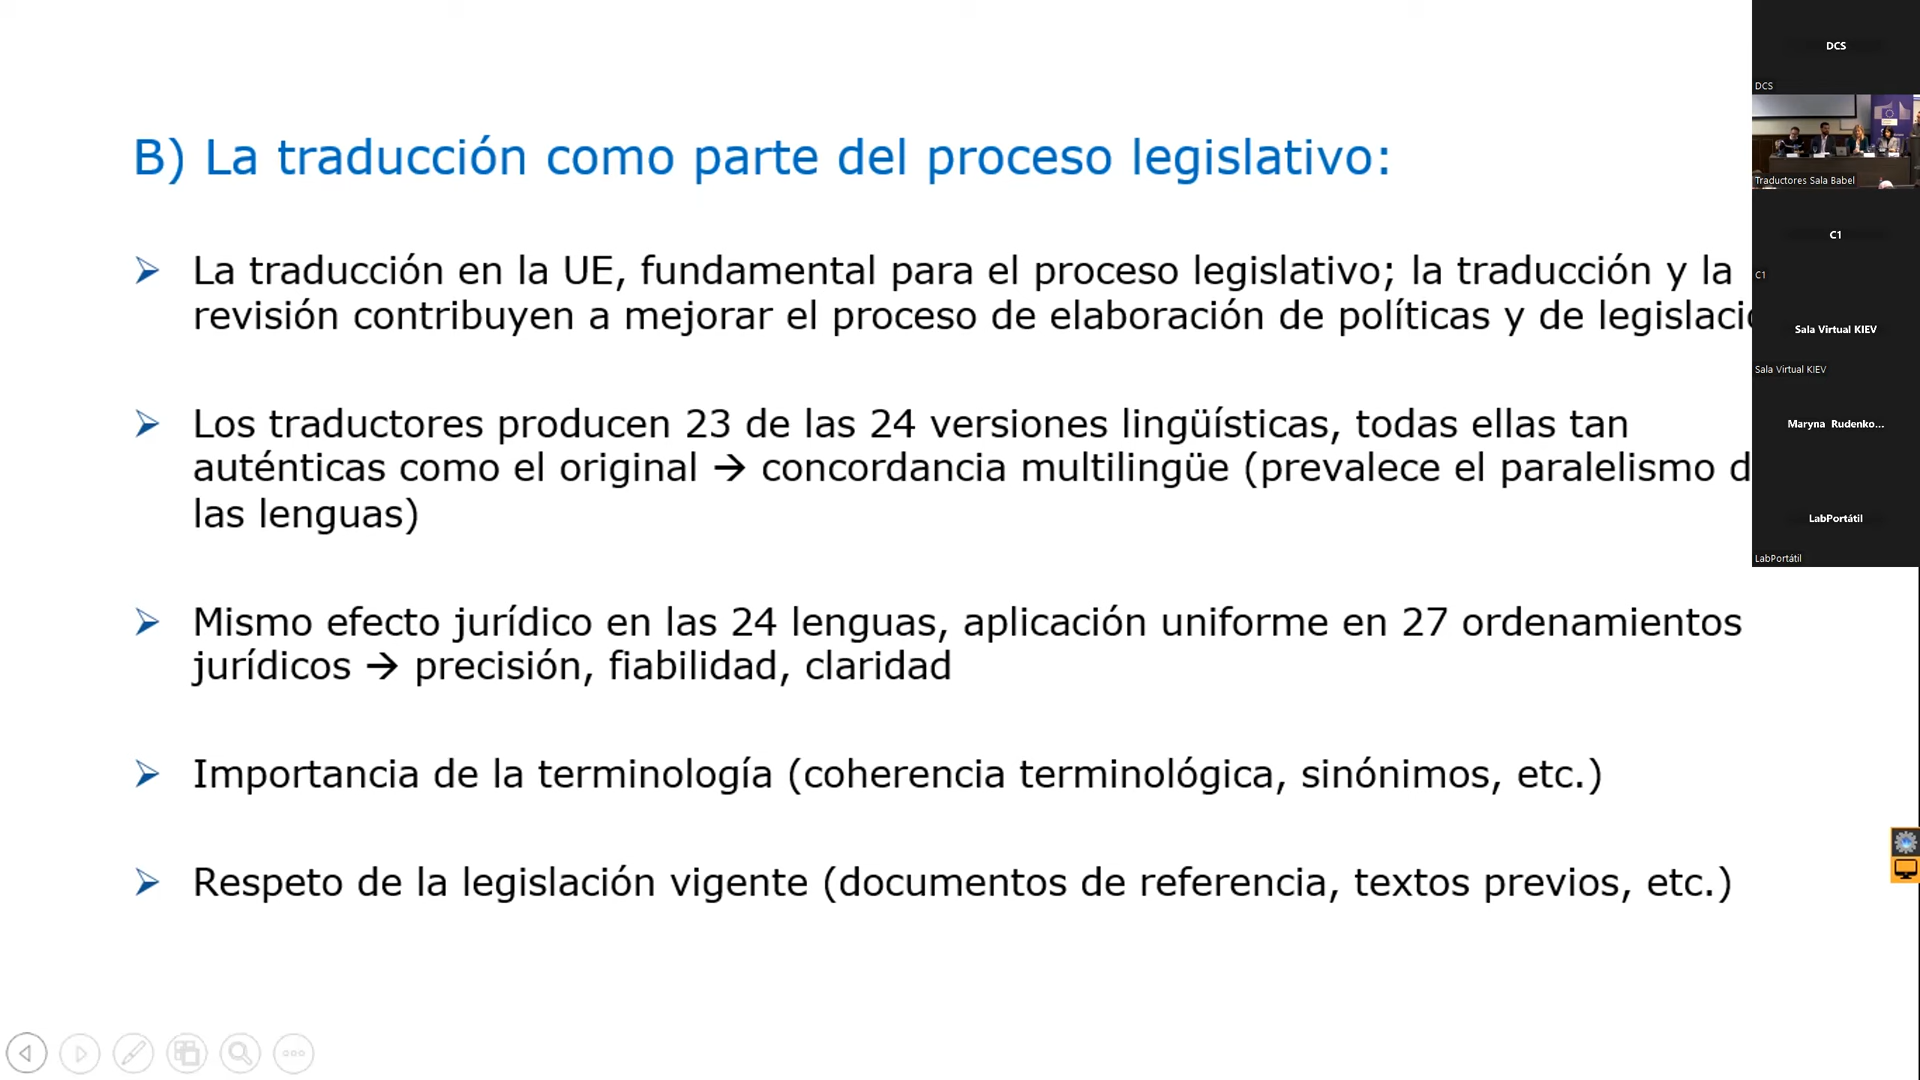 B) La traducción como parte del proceso legislativo:
La traducción en la UE, fundamental para el proceso legislativo; la traducción y la
revisión contribuyen a mejorar el proceso de elaboración de políticas y de legislació
Los traductores producen 23 de las 24 versiones lingüísticas, todas ellas tan
auténticas como el original → concordancia multilingüe (prevalece el paralelismo d
las lenguas)
Mismo efecto jurídico en las 24 lenguas, aplicación uniforme en 27 ordenamientos
jurídicos → precisión, fiabilidad, claridad
Importancia de la terminología (coherencia terminológica, sinónimos, etc.)
Respeto de la legislación vigente (documentos de referencia, textos previos, etc.)
DCS
DCS
Traductores Sala Babel
C1
C1
Sala Virtual KIEV
Sala Virtual KIEV
Maryna Rudenko...
LabPortátil
LabPortátil